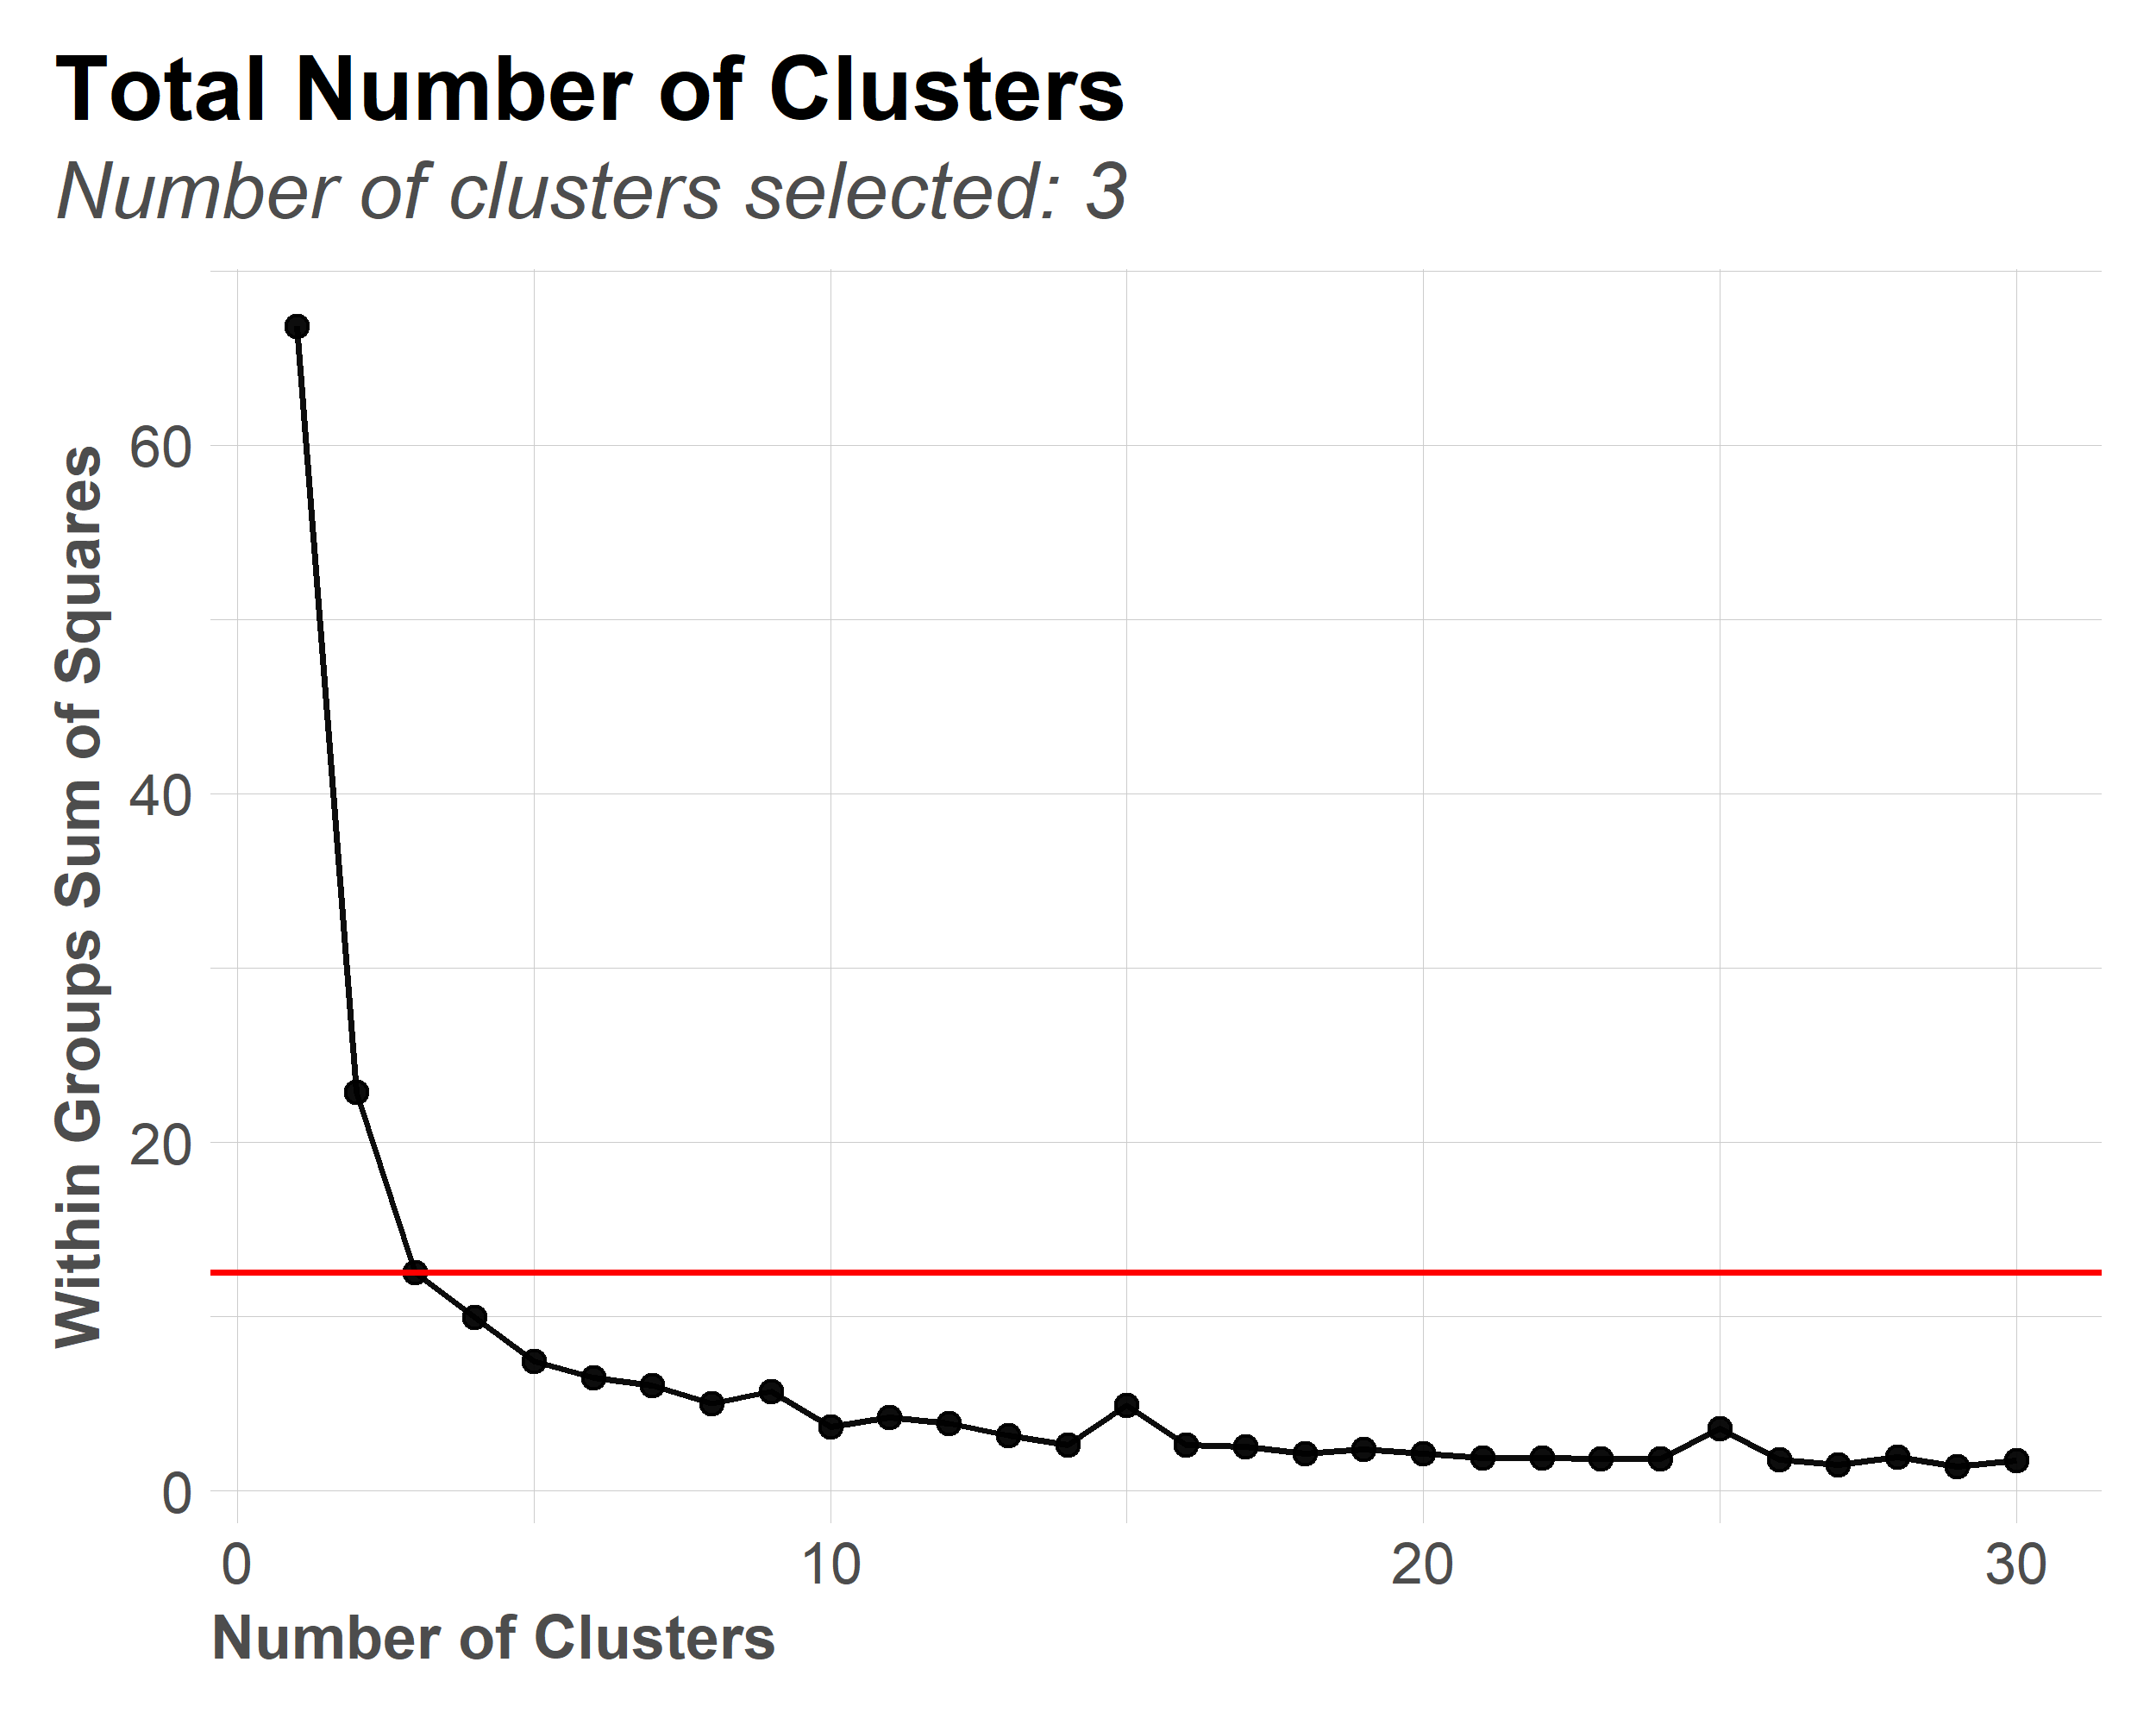 Total Number of Clusters
Number of clusters selected: 3
Within Groups Sum of Squares
60
40
20
0
0 10 20 30
Number of Clusters